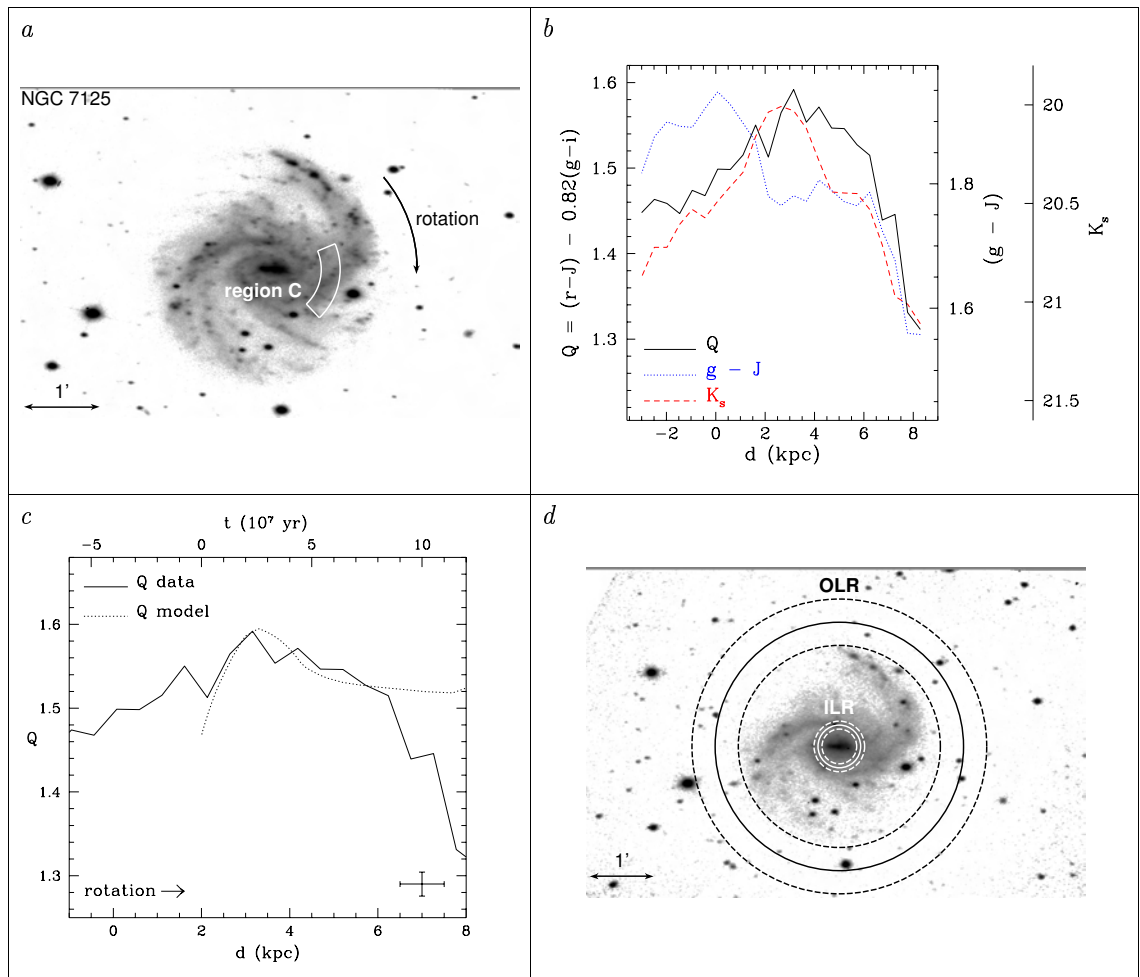 a
NGC 7125
rotation
region C
1'
b
1.6
1.5
1.4
1.3
Q = (r−J) − 0.82(g−i)
Q
g − J
K_s
−2 0 2 4 6 8
d (kpc)
1.8
1.6
(g − J)
20
20.5
21
21.5
K_s
c
t (10⁷ yr)
−5 0 5 10
Q data
Q model
1.6
1.5
1.4
1.3
Q
rotation
0 2 4 6 8
d (kpc)
d
OLR
ILR
1'